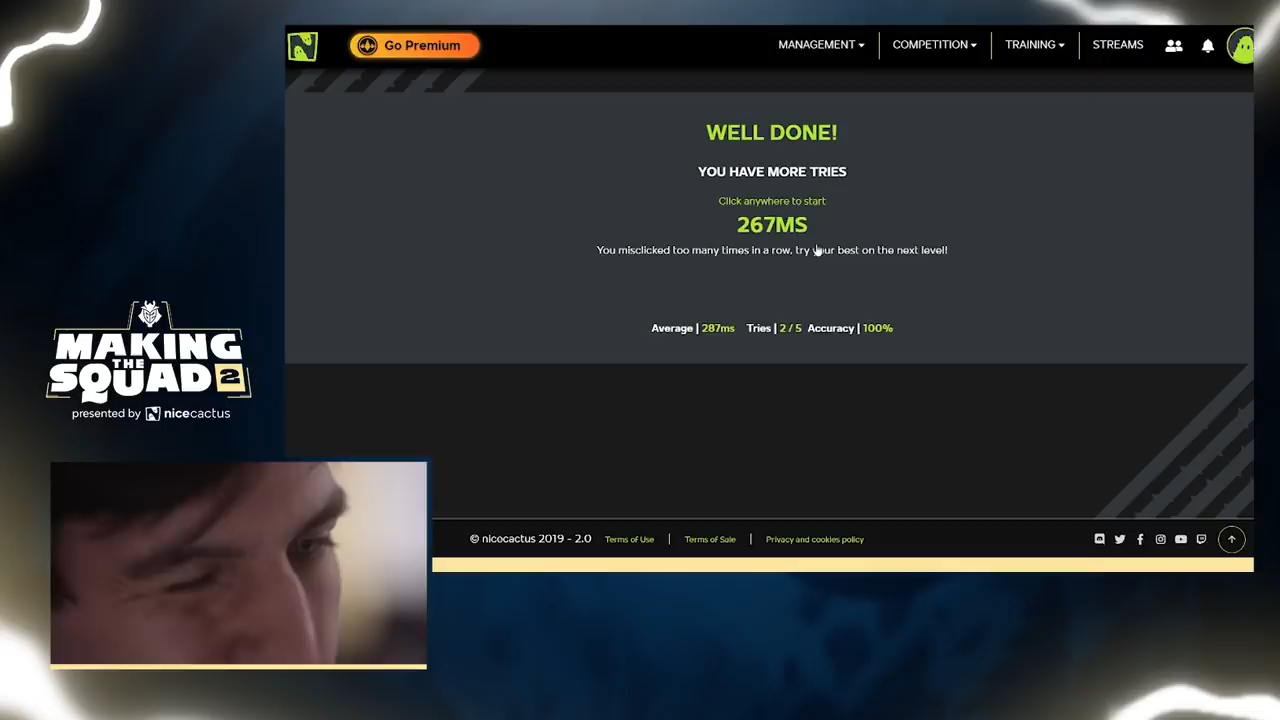 Go Premium
MANAGEMENT
COMPETITION
TRAINING
STREAMS
WELL DONE!
YOU HAVE MORE TRIES
Click anywhere to start
267MS
You misclicked too many times in a row, try your best on the next level!
Average | 287ms Tries | 2 / 5 Accuracy | 100%
MAKING
THE
SQUAD 2
presented by nicecactus
© nicecactus 2019 - 2.0
Terms of Use
Terms of Sale
Privacy and cookies policy